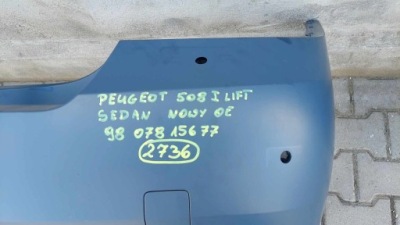 PEUGEOT 508 I LIFT
SEDAN NOWY OE
98 078 156 77
2736